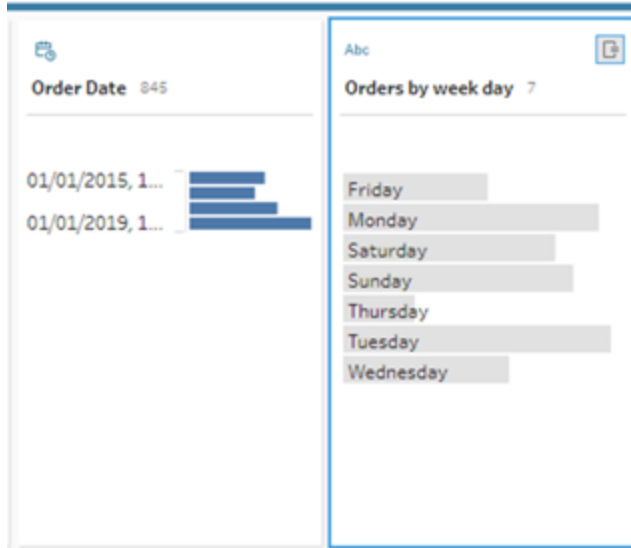 Order Date 845
01/01/2015, 1...
01/01/2019, 1...
Abc
Orders by week day 7
Friday
Monday
Saturday
Sunday
Thursday
Tuesday
Wednesday